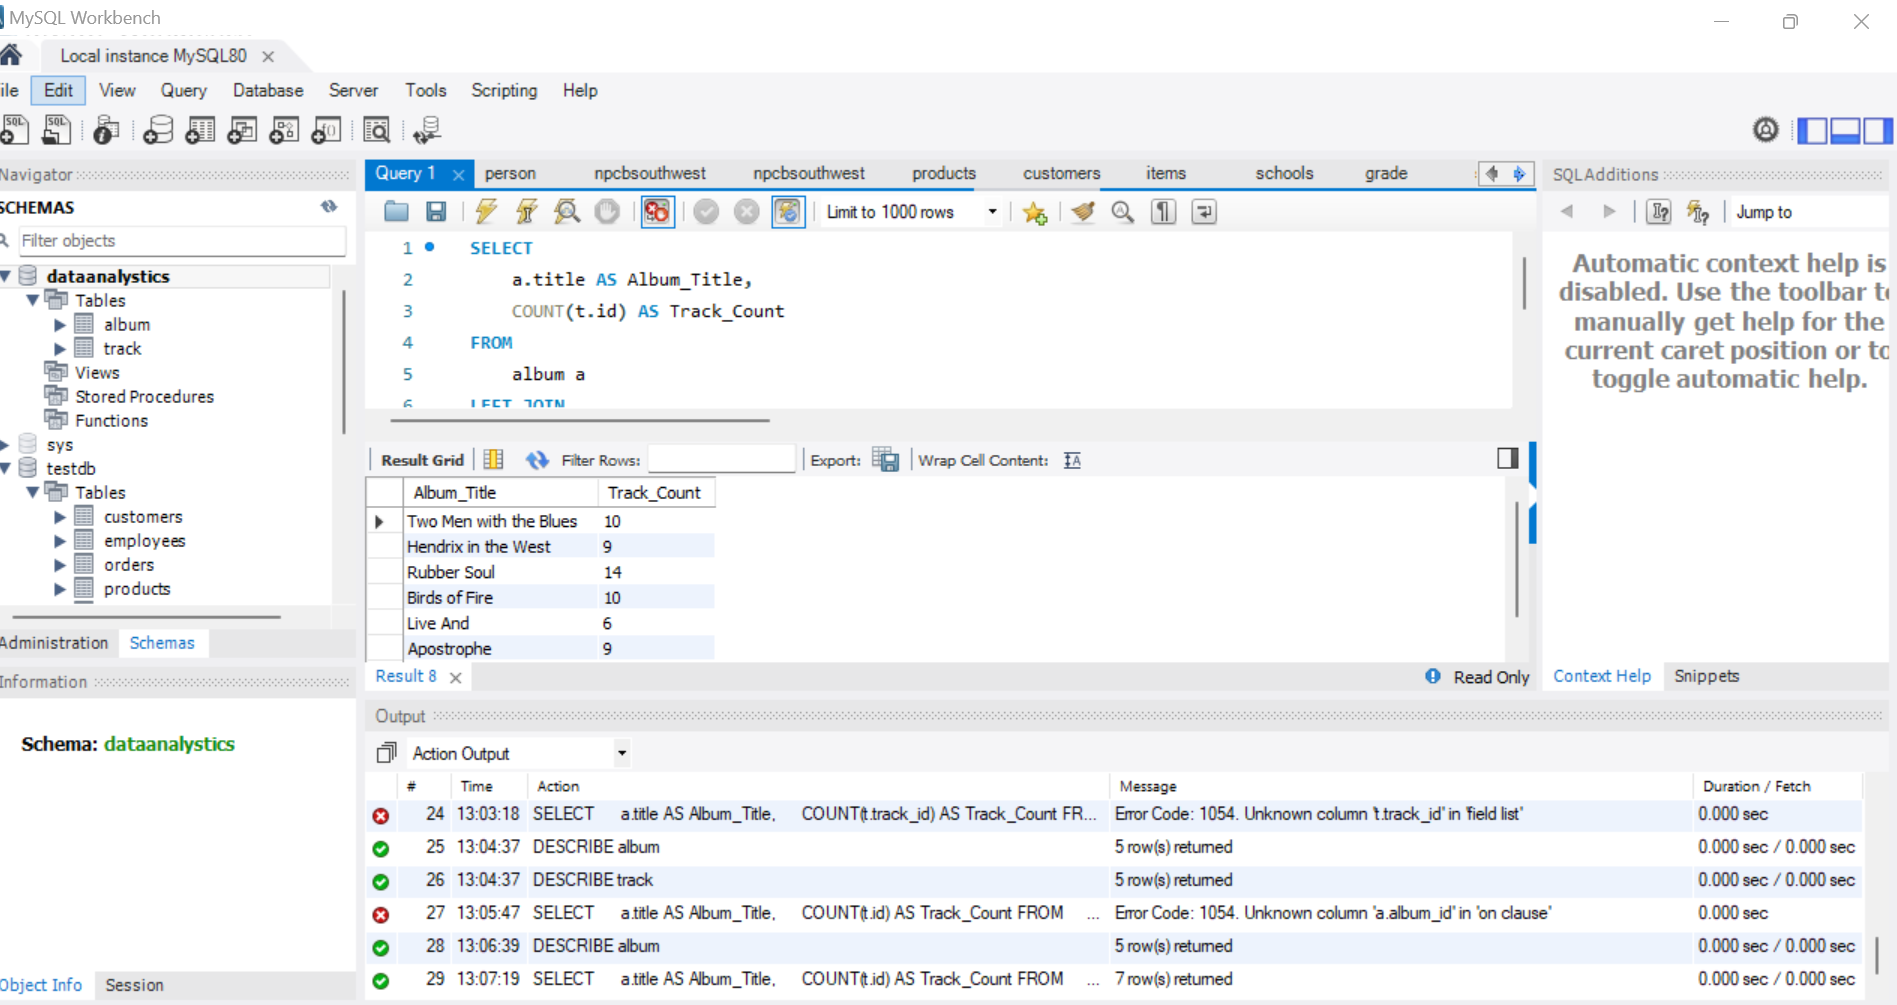 MySQL Workbench
Local instance MySQL80
ile Edit View Query Database Server Tools Scripting Help
Navigator
SCHEMAS
Filter objects
dataanalystics
Tables
album
track
Views
Stored Procedures
Functions
sys
testdb
Tables
customers
employees
orders
products
Administration Schemas
Information
Schema: dataanalystics
Object Info Session
Query 1 person npcbsouthwest npcbsouthwest products customers items schools grade
Limit to 1000 rows
1 SELECT
2 a.title AS Album_Title,
3 COUNT(t.id) AS Track_Count
4 FROM
5 album a
6 LEFT JOIN
Result Grid Filter Rows: Export: Wrap Cell Content:
Album_Title Track_Count
Two Men with the Blues 10
Hendrix in the West 9
Rubber Soul 14
Birds of Fire 10
Live And 6
Apostrophe 9
Result 8 Read Only
SQLAdditions
Jump to
Automatic context help is
disabled. Use the toolbar to
manually get help for the
current caret position or to
toggle automatic help.
Context Help Snippets
Output
Action Output
# Time Action Message Duration / Fetch
24 13:03:18 SELECT a.title AS Album_Title, COUNT(t.track_id) AS Track_Count FR... Error Code: 1054. Unknown column 't.track_id' in 'field list' 0.000 sec
25 13:04:37 DESCRIBE album 5 row(s) returned 0.000 sec / 0.000 sec
26 13:04:37 DESCRIBE track 5 row(s) returned 0.000 sec / 0.000 sec
27 13:05:47 SELECT a.title AS Album_Title, COUNT(t.id) AS Track_Count FROM ... Error Code: 1054. Unknown column 'a.album_id' in 'on clause' 0.000 sec
28 13:06:39 DESCRIBE album 5 row(s) returned 0.000 sec / 0.000 sec
29 13:07:19 SELECT a.title AS Album_Title, COUNT(t.id) AS Track_Count FROM ... 7 row(s) returned 0.000 sec / 0.000 sec